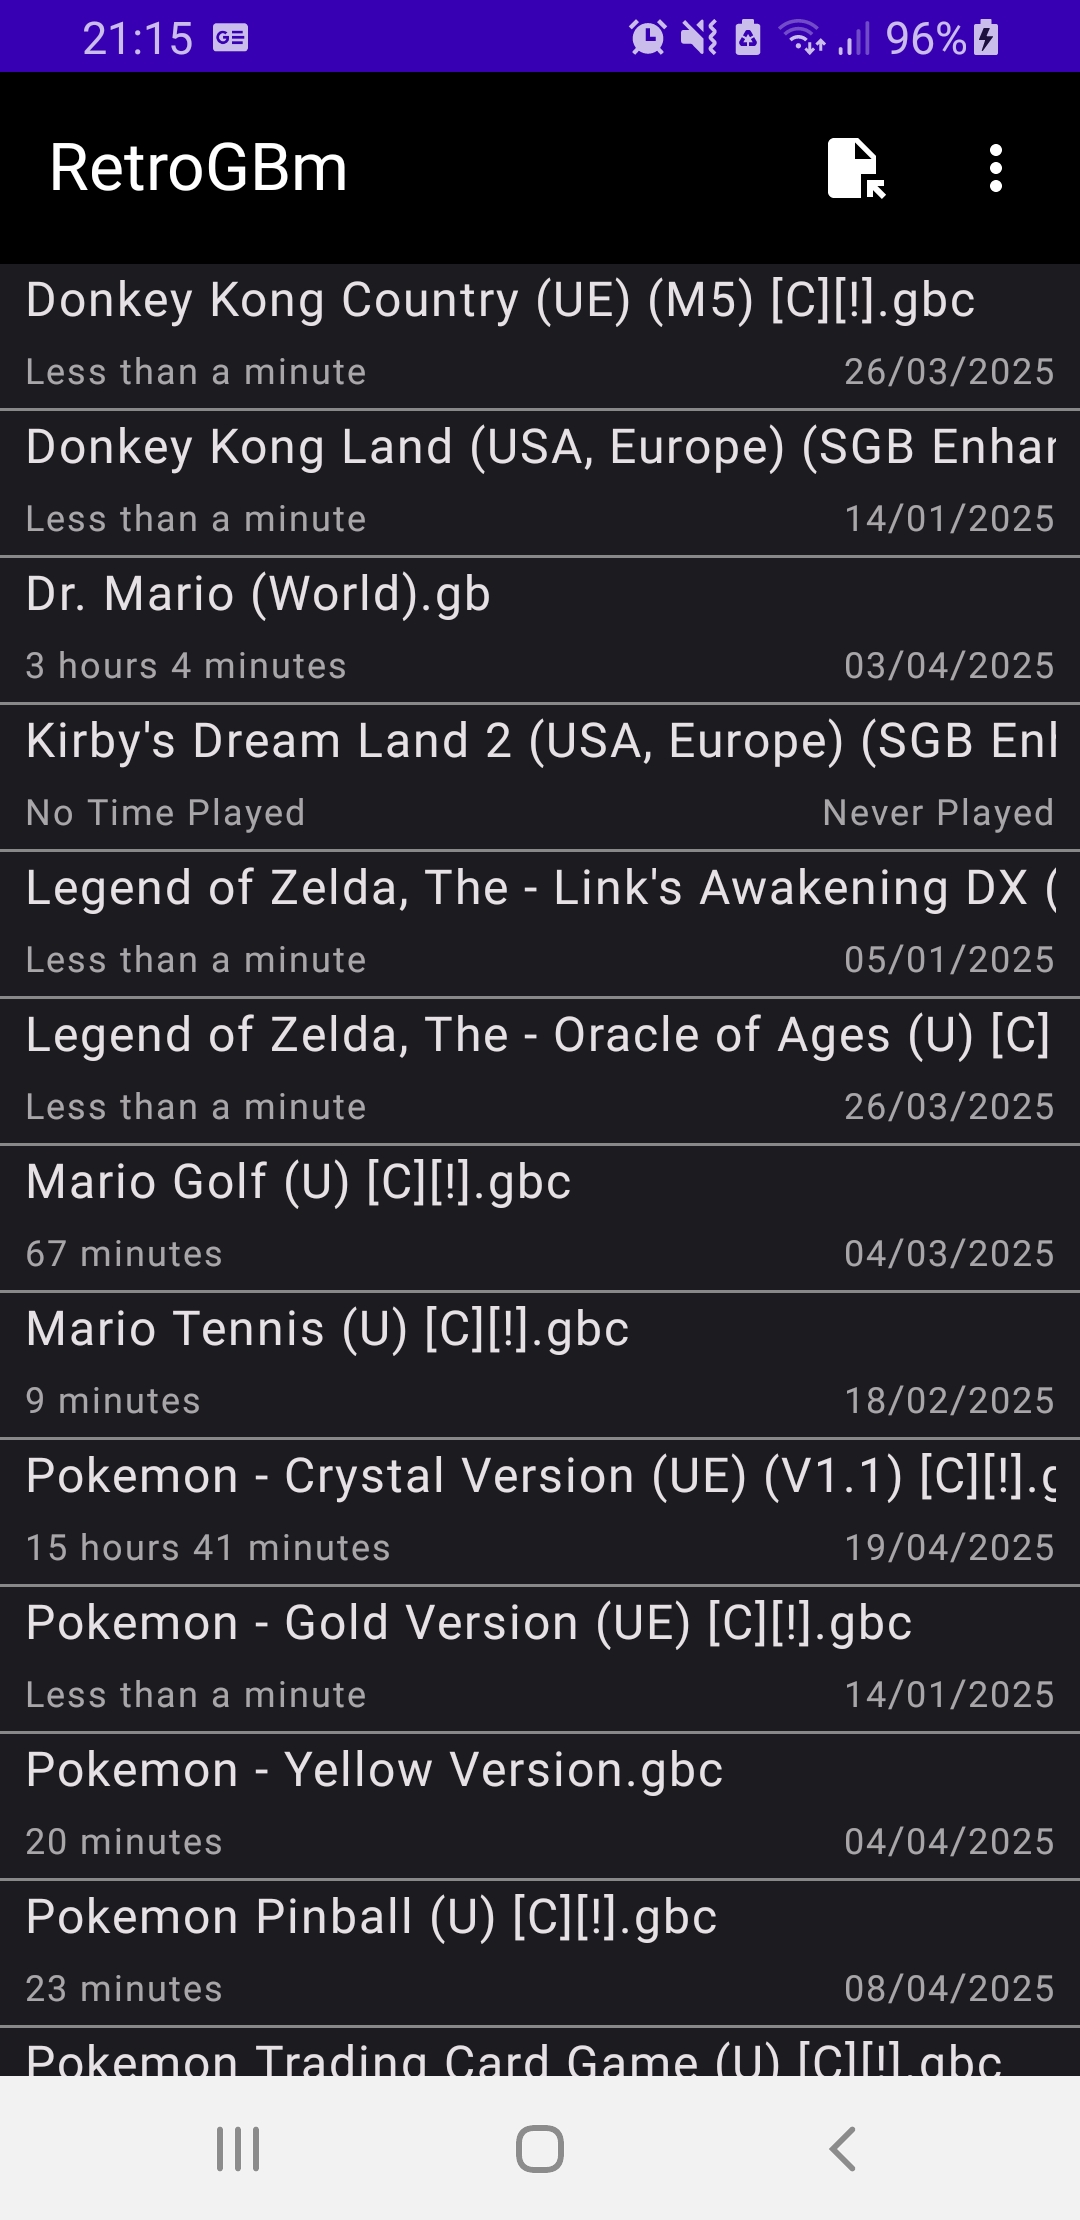 21:15
96%
RetroGBm
Donkey Kong Country (UE) (M5) [C][!].gbc
Less than a minute 26/03/2025
Donkey Kong Land (USA, Europe) (SGB Enhan
Less than a minute 14/01/2025
Dr. Mario (World).gb
3 hours 4 minutes 03/04/2025
Kirby's Dream Land 2 (USA, Europe) (SGB Enh
No Time Played Never Played
Legend of Zelda, The - Link's Awakening DX (
Less than a minute 05/01/2025
Legend of Zelda, The - Oracle of Ages (U) [C]
Less than a minute 26/03/2025
Mario Golf (U) [C][!].gbc
67 minutes 04/03/2025
Mario Tennis (U) [C][!].gbc
9 minutes 18/02/2025
Pokemon - Crystal Version (UE) (V1.1) [C][!].g
15 hours 41 minutes 19/04/2025
Pokemon - Gold Version (UE) [C][!].gbc
Less than a minute 14/01/2025
Pokemon - Yellow Version.gbc
20 minutes 04/04/2025
Pokemon Pinball (U) [C][!].gbc
23 minutes 08/04/2025
Pokemon Trading Card Game (U) [C][!].gbc